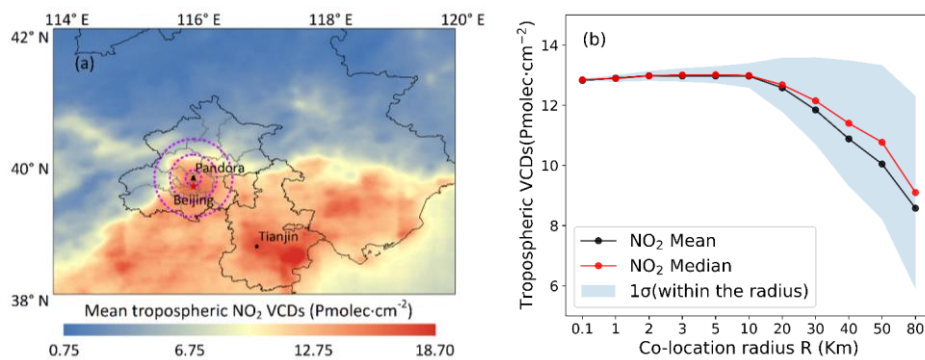 114° E
116° E
118° E
120° E
42° N
40° N
38° N
(a)
Pandora
Beijing
Tianjin
Mean tropospheric NO₂ VCDs (Pmolec·cm⁻²)
0.75 6.75 12.75 18.70
(b)
Tropospheric VCDs(Pmolec·cm⁻²)
14
12
10
8
6
NO₂ Mean
NO₂ Median
1σ(within the radius)
0.1 1 2 3 5 10 20 30 40 50 80
Co-location radius R (Km)